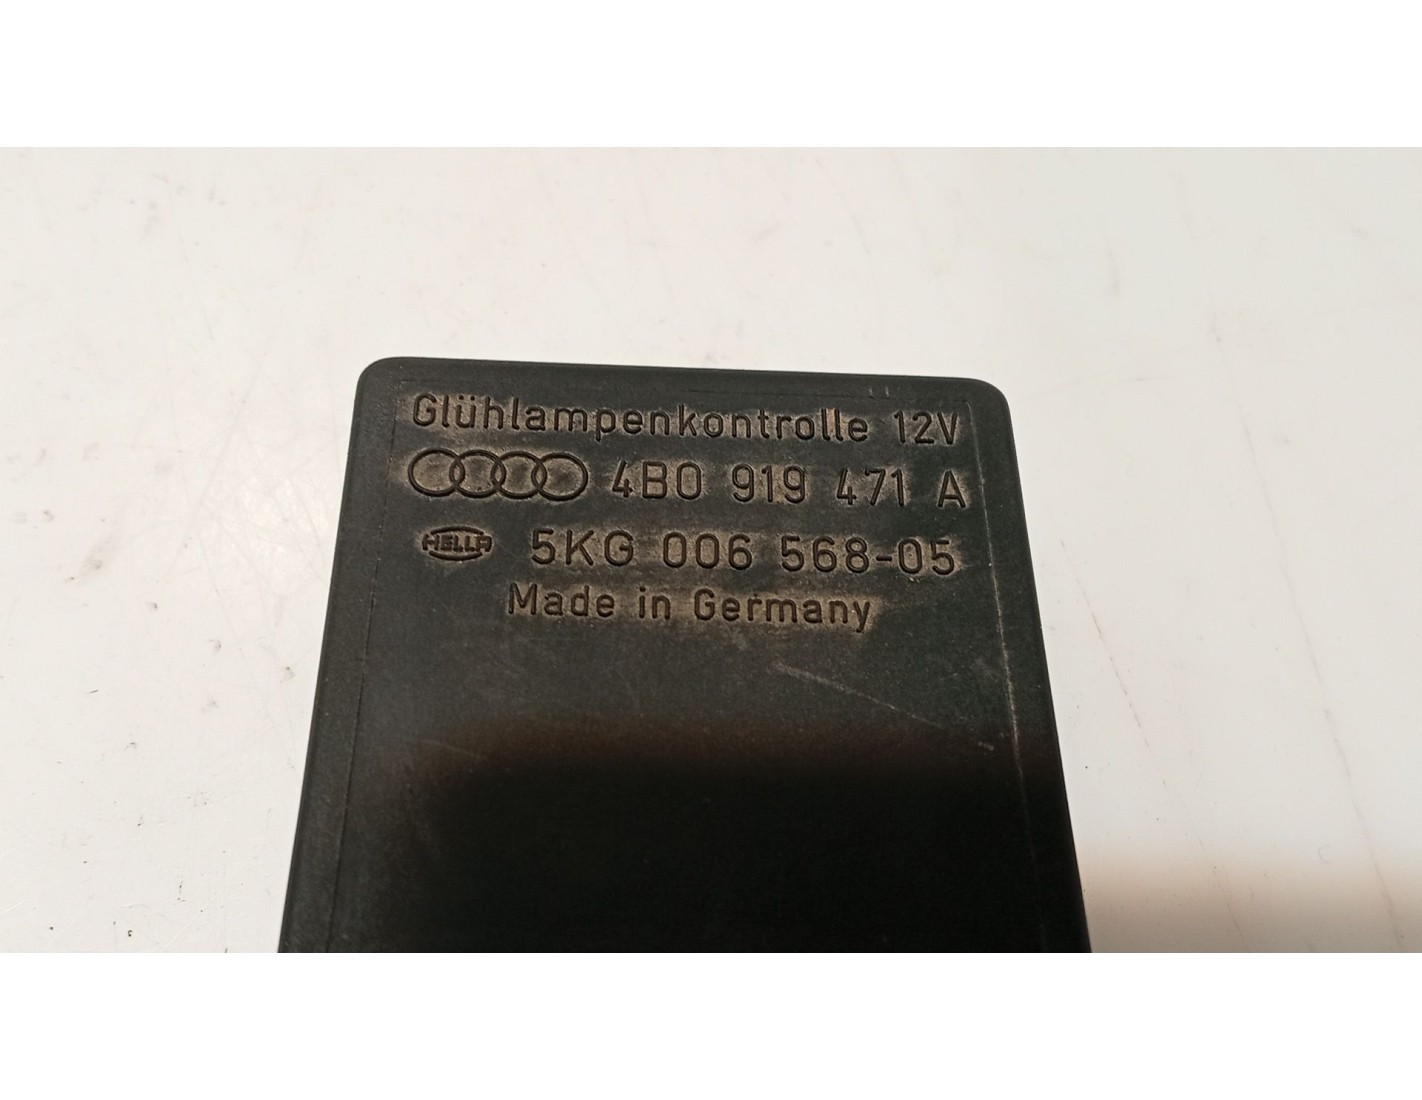 Glühlampenkontrolle 12V
4B0 919 471 A
HELLA 5KG 006 568-05
Made in Germany